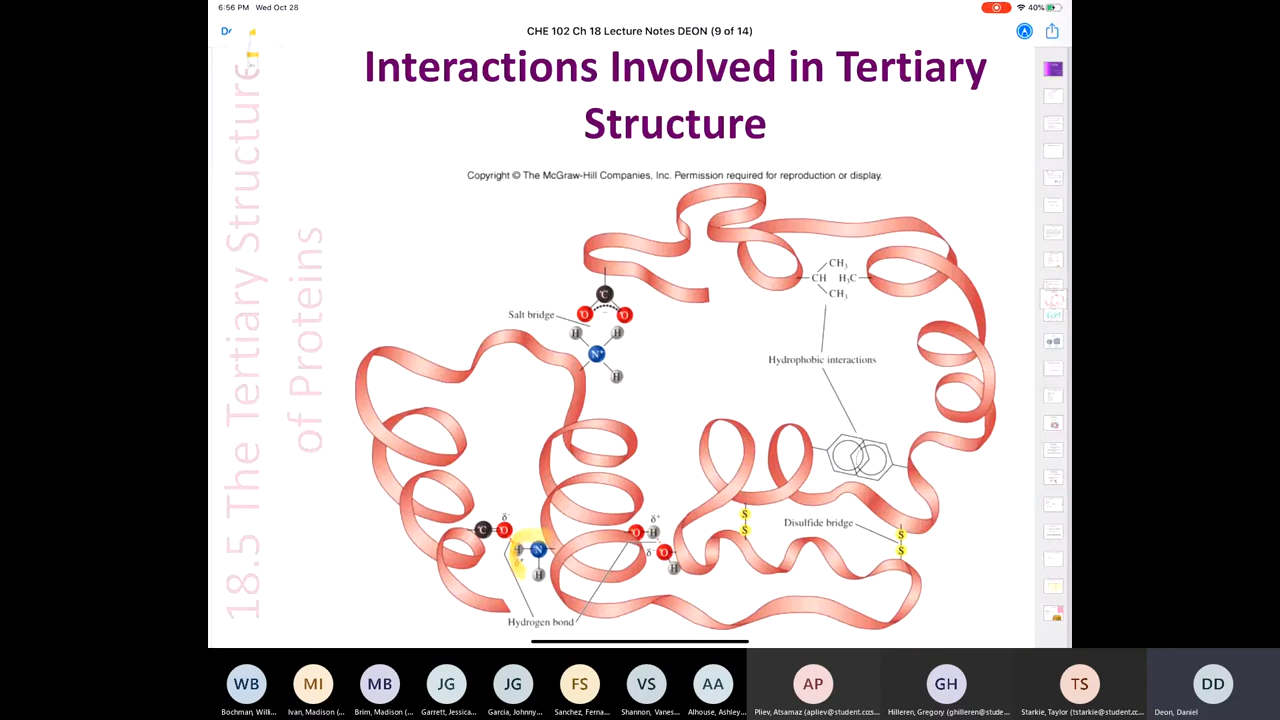 6:56 PM Wed Oct 28
40%
CHE 102 Ch 18 Lecture Notes DEON (9 of 14)
Interactions Involved in Tertiary
Structure
18.5 The Tertiary Structure
of Proteins
Copyright © The McGraw-Hill Companies, Inc. Permission required for reproduction or display.
CH3
CH H3C
CH3
C
O O
Salt bridge
H H
N+
H
Hydrophobic interactions
S
S
Disulfide bridge
S
S
C O δ-
H N
δ+
H
O H δ+
δ- O
H
Hydrogen bond
WB
MI
MB
JG
JG
FS
VS
AA
AP
GH
TS
DD
Bochman, Willi...
Ivan, Madison (...
Brim, Madison (...
Garrett, Jessica...
Garcia, Johnny...
Sanchez, Ferna...
Shannon, Vanes...
Alhouse, Ashley...
Pliev, Atsamaz (apliev@student.cccs...
Hilleren, Gregory (ghilleren@stude...
Starkie, Taylor (tstarkie@student.cc...
Deon, Daniel